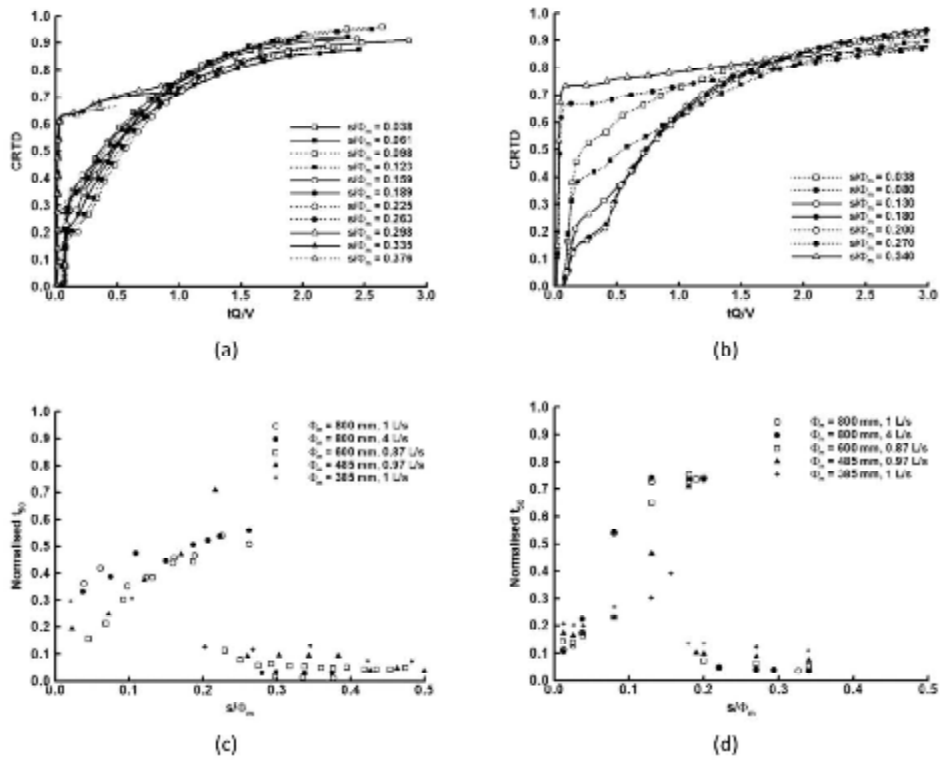 1.0
0.9
0.8
0.7
0.6
0.5
0.4
0.3
0.2
0.1
0.0
CRTD
s/Φm = 0.038
s/Φm = 0.061
s/Φm = 0.098
s/Φm = 0.123
s/Φm = 0.159
s/Φm = 0.189
s/Φm = 0.225
s/Φm = 0.263
s/Φm = 0.298
s/Φm = 0.335
s/Φm = 0.376
0.0 0.5 1.0 1.5 2.0 2.5 3.0
tQ/V
(a)
1.0
0.9
0.8
0.7
0.6
0.5
0.4
0.3
0.2
0.1
0.0
CRTD
s/Φm = 0.038
s/Φm = 0.080
s/Φm = 0.130
s/Φm = 0.180
s/Φm = 0.200
s/Φm = 0.270
s/Φm = 0.340
0.0 0.5 1.0 1.5 2.0 2.5 3.0
tQ/V
(b)
1.0
0.9
0.8
0.7
0.6
0.5
0.4
0.3
0.2
0.1
0.0
Normalised t50
Φm = 800 mm, 1 L/s
Φm = 800 mm, 4 L/s
Φm = 600 mm, 0.87 L/s
Φm = 485 mm, 0.97 L/s
Φm = 385 mm, 1 L/s
0.0 0.1 0.2 0.3 0.4 0.5
s/Φm
(c)
1.0
0.9
0.8
0.7
0.6
0.5
0.4
0.3
0.2
0.1
0.0
Normalised t50
Φm = 800 mm, 1 L/s
Φm = 800 mm, 4 L/s
Φm = 600 mm, 0.87 L/s
Φm = 485 mm, 0.97 L/s
Φm = 385 mm, 1 L/s
0.0 0.1 0.2 0.3 0.4 0.5
s/Φm
(d)